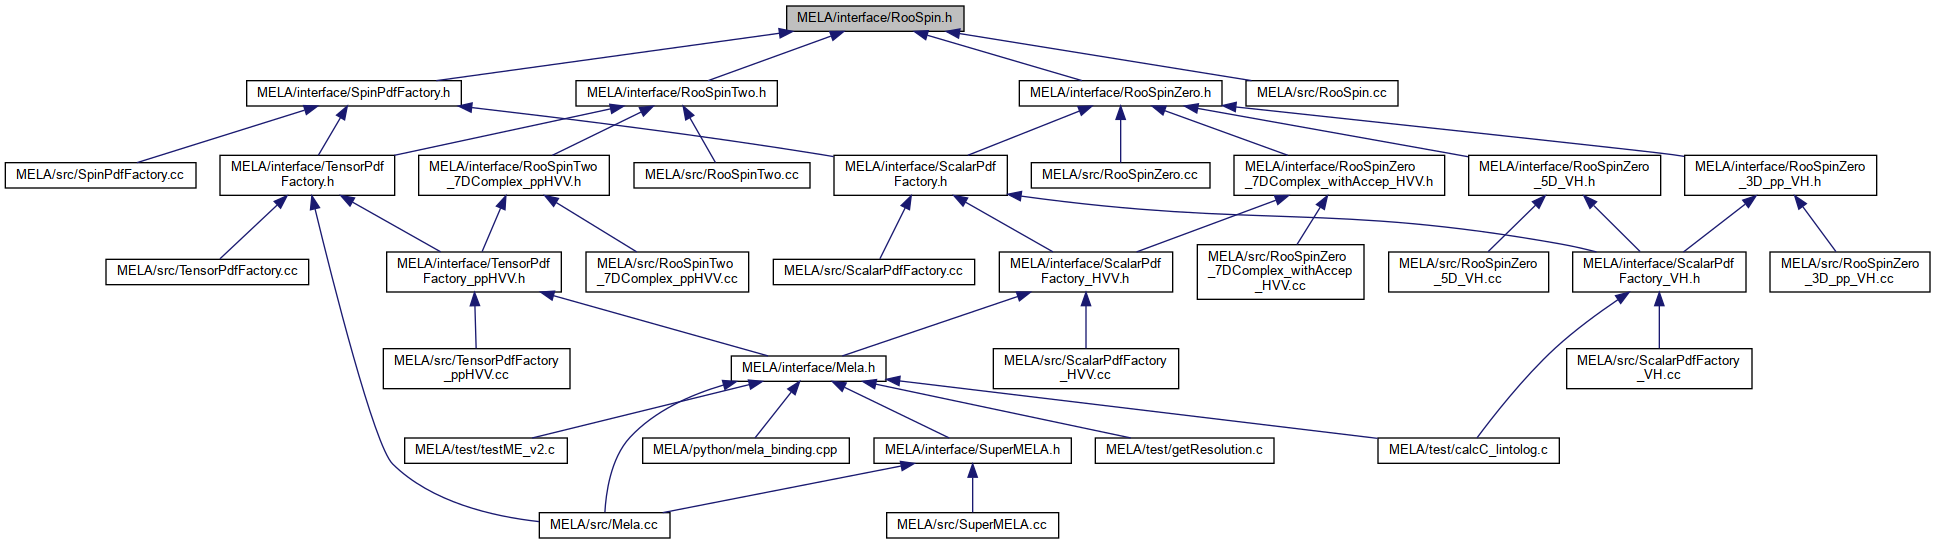 MELA/interface/RooSpin.h
MELA/interface/SpinPdfFactory.h
MELA/interface/RooSpinTwo.h
MELA/interface/RooSpinZero.h
MELA/src/RooSpin.cc
MELA/src/SpinPdfFactory.cc
MELA/interface/TensorPdf
Factory.h
MELA/interface/RooSpinTwo
_7DComplex_ppHVV.h
MELA/src/RooSpinTwo.cc
MELA/interface/ScalarPdf
Factory.h
MELA/src/RooSpinZero.cc
MELA/interface/RooSpinZero
_7DComplex_withAccep_HVV.h
MELA/interface/RooSpinZero
_5D_VH.h
MELA/interface/RooSpinZero
_3D_pp_VH.h
MELA/src/TensorPdfFactory.cc
MELA/interface/TensorPdf
Factory_ppHVV.h
MELA/src/RooSpinTwo
_7DComplex_ppHVV.cc
MELA/src/ScalarPdfFactory.cc
MELA/interface/ScalarPdf
Factory_HVV.h
MELA/src/RooSpinZero
_7DComplex_withAccep
_HVV.cc
MELA/src/RooSpinZero
_5D_VH.cc
MELA/interface/ScalarPdf
Factory_VH.h
MELA/src/RooSpinZero
_3D_pp_VH.cc
MELA/src/TensorPdfFactory
_ppHVV.cc
MELA/interface/Mela.h
MELA/src/ScalarPdfFactory
_HVV.cc
MELA/src/ScalarPdfFactory
_VH.cc
MELA/test/testME_v2.c
MELA/python/mela_binding.cpp
MELA/interface/SuperMELA.h
MELA/test/getResolution.c
MELA/test/calcC_lintolog.c
MELA/src/Mela.cc
MELA/src/SuperMELA.cc